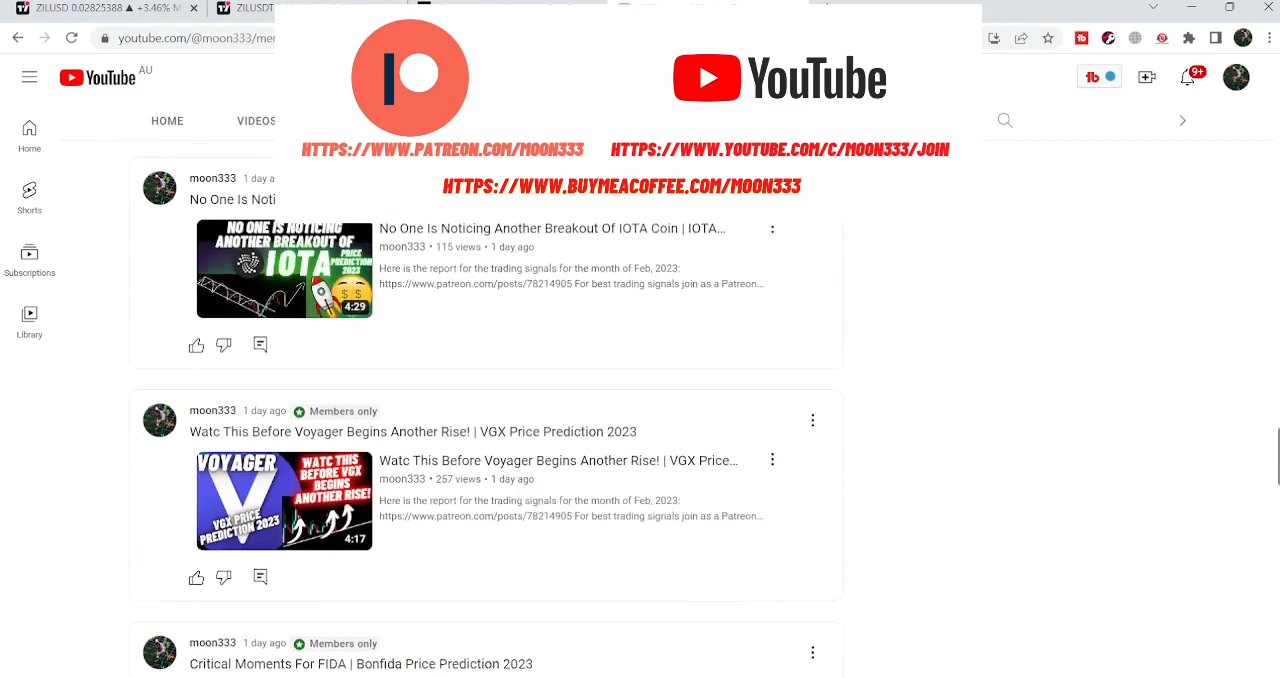 ZILUSD 0.02825388 ▲ +3.46% M
ZILUSDT
youtube.com/@moon333/mer
YouTube
HTTPS://WWW.PATREON.COM/MOON333
HTTPS://WWW.YOUTUBE.COM/C/MOON333/JOIN
HTTPS://WWW.BUYMEACOFFEE.COM/MOON333
YouTube AU
9+
HOME
VIDEOS
Home
Shorts
Subscriptions
Library
moon333 1 day a
No One Is Noti
NO ONE IS NOTICING
ANOTHER BREAKOUT OF
IOTA
PRICE
PREDICTION
2023
4:29
No One Is Noticing Another Breakout Of IOTA Coin | IOTA...
moon333 • 115 views • 1 day ago
Here is the report for the trading signals for the month of Feb, 2023:
https://www.patreon.com/posts/78214905 For best trading signals join as a Patreon...
moon333 1 day ago Members only
Watc This Before Voyager Begins Another Rise! | VGX Price Prediction 2023
VOYAGER
VGX PRICE
PREDICTION 2023
WATC THIS
BEFORE VGX
BEGINS
ANOTHER RISE!
4:17
Watc This Before Voyager Begins Another Rise! | VGX Price...
moon333 • 257 views • 1 day ago
Here is the report for the trading signals for the month of Feb, 2023:
https://www.patreon.com/posts/78214905 For best trading signals join as a Patreon...
moon333 1 day ago Members only
Critical Moments For FIDA | Bonfida Price Prediction 2023